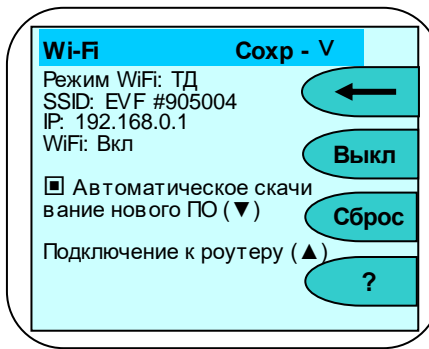 Wi-Fi Сохр - V
Режим WiFi: ТД
SSID: EVF #905004
IP: 192.168.0.1
WiFi: Вкл
Выкл
▣ Автоматическое скачи
вание нового ПО (▼)
Сброс
Подключение к роутеру (▲)
?